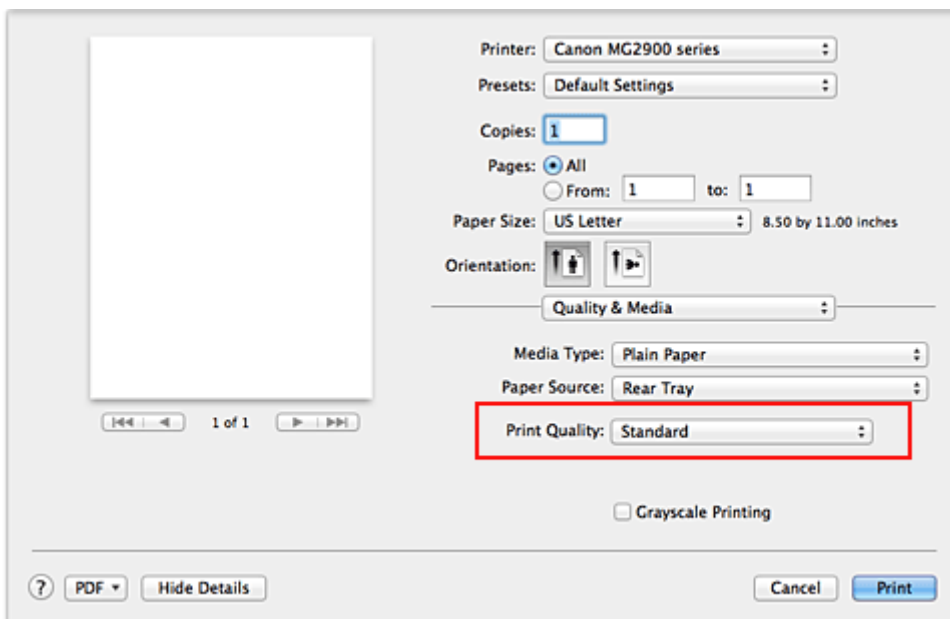 Printer: Canon MG2900 series
Presets: Default Settings
Copies: 1
Pages: All
From: 1 to: 1
Paper Size: US Letter 8.50 by 11.00 inches
Orientation:
Quality & Media
Media Type: Plain Paper
Paper Source: Rear Tray
1 of 1
Print Quality: Standard
Grayscale Printing
? PDF Hide Details Cancel Print